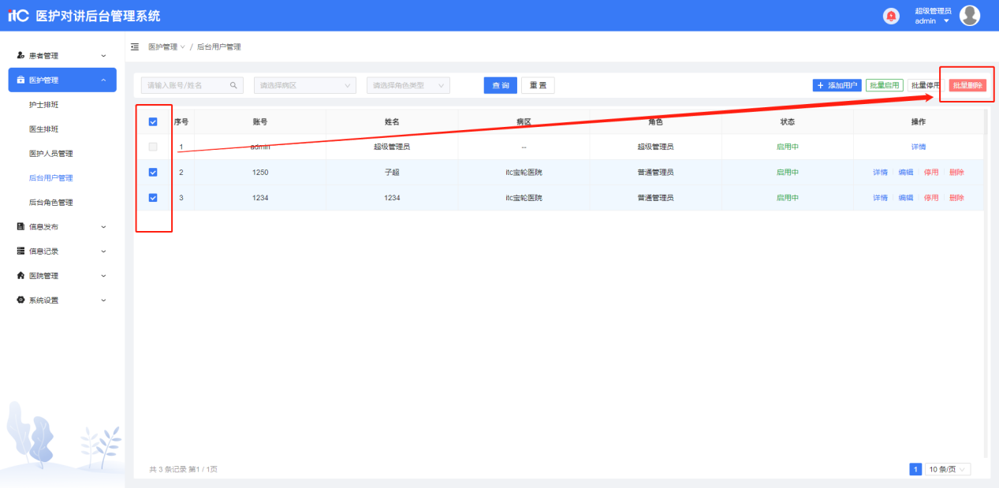 itC 医护对讲后台管理系统
超级管理员
admin
患者管理
医护管理
护士排班
医生排班
医护人员管理
后台用户管理
后台角色管理
信息发布
信息记录
医院管理
系统设置
医护管理 / 后台用户管理
请输入账号/姓名 请选择病区 请选择角色类型 查 询 重 置 + 添加用户 批量启用 批量停用 批量删除
序号 账号 姓名 病区 角色 状态 操作
1 admin 超级管理员 -- 超级管理员 启用中 详情
2 1250 子超 itc宝轮医院 普通管理员 启用中 详情 编辑 停用 删除
3 1234 1234 itc宝轮医院 普通管理员 启用中 详情 编辑 停用 删除
共 3 条记录 第1 / 1页 1 10 条/页